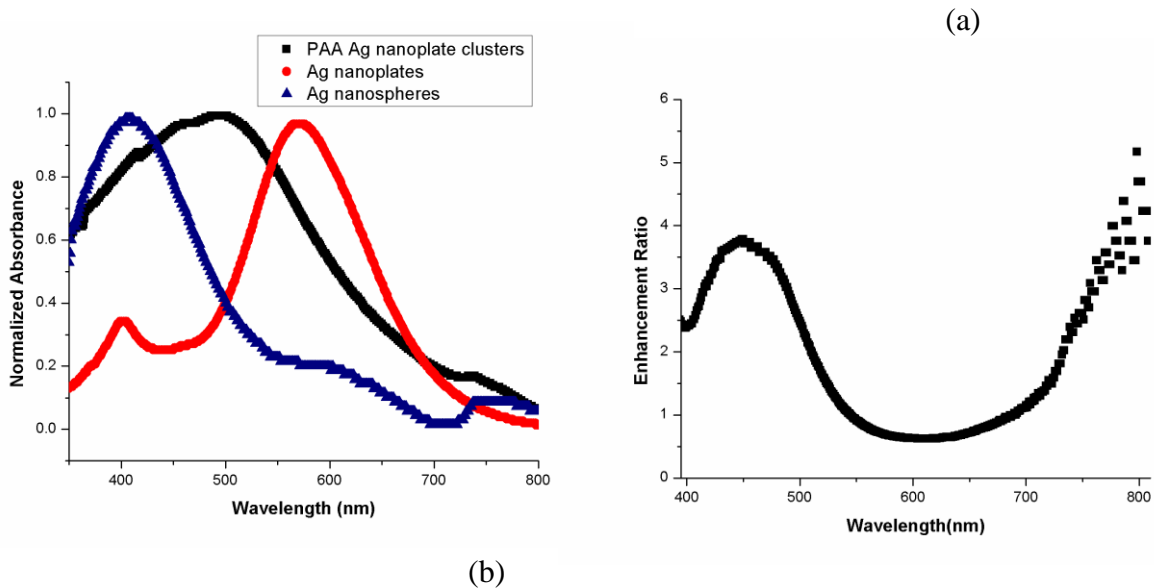 (a)
PAA Ag nanoplate clusters
Ag nanoplates
Ag nanospheres
Normalized Absorbance
1.0
0.8
0.6
0.4
0.2
0.0
400 500 600 700 800
Wavelength (nm)
Enhancement Ratio
6
5
4
3
2
1
0
400 500 600 700 800
Wavelength(nm)
(b)